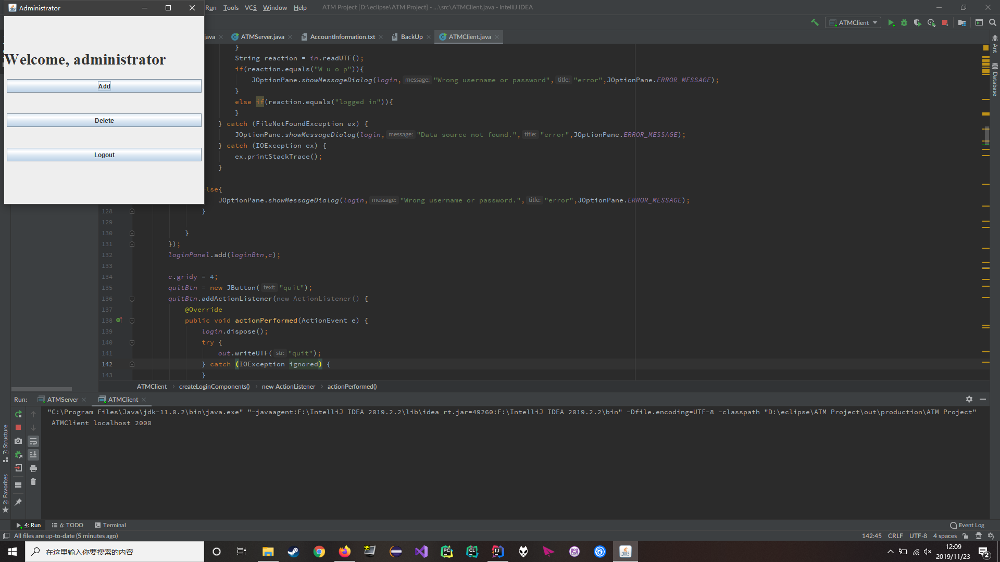 Administrator
Run Tools VCS Window Help ATM Project [D:\eclipse\ATM Project] - ...\src\ATMClient.java - IntelliJ IDEA
ATMClient
java ATMServer.java AccountInformation.txt BackUp ATMClient.java
Welcome, administrator
Add
Delete
Logout
}
String reaction = in.readUTF();
if(reaction.equals("W u o p")){
JOptionPane.showMessageDialog(login, message: "Wrong username or password", title: "error",JOptionPane.ERROR_MESSAGE);
}
else if(reaction.equals("logged in")){
}
} catch (FileNotFoundException ex) {
JOptionPane.showMessageDialog(login, message: "Data source not found.", title: "error",JOptionPane.ERROR_MESSAGE);
} catch (IOException ex) {
ex.printStackTrace();
}
lse{
JOptionPane.showMessageDialog(login, message: "Wrong username or password.", title: "error",JOptionPane.ERROR_MESSAGE);
128 }
129
130 }
131 });
132 loginPanel.add(loginBtn,c);
133
134 c.gridy = 4;
135 quitBtn = new JButton( text: "quit");
136 quitBtn.addActionListener(new ActionListener() {
137 @Override
138 public void actionPerformed(ActionEvent e) {
139 login.dispose();
140 try {
141 out.writeUTF( str: "quit");
142 } catch (IOException ignored) {
143 }
Ant
Database
ATMClient createLoginComponents() new ActionListener actionPerformed()
Run: ATMServer ATMClient
"C:\Program Files\Java\jdk-11.0.2\bin\java.exe" "-javaagent:F:\IntelliJ IDEA 2019.2.2\lib\idea_rt.jar=49260:F:\IntelliJ IDEA 2019.2.2\bin" -Dfile.encoding=UTF-8 -classpath "D:\eclipse\ATM Project\out\production\ATM Project"
ATMClient localhost 2000
Z: Structure
2: Favorites
4: Run 6: TODO Terminal Event Log
All files are up-to-date (5 minutes ago) 142:45 CRLF UTF-8 4 spaces
在这里输入你要搜索的内容
99
PC
CL
IJ
GOG COM
12:09
2019/11/23
2